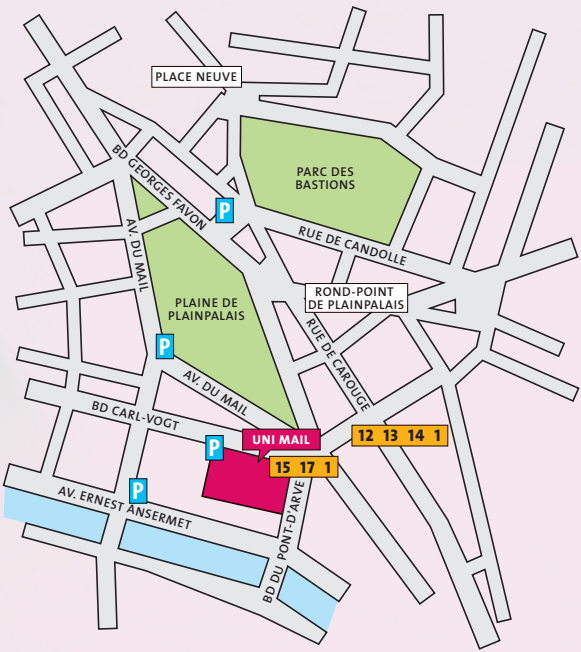 PLACE NEUVE
PARC DES
BASTIONS
BD GEORGES FAVON
P
RUE DE CANDOLLE
AV. DU MAIL
PLAINE DE
PLAINPALAIS
ROND-POINT
DE PLAINPALAIS
RUE DE CAROUGE
P
AV. DU MAIL
BD CARL-VOGT
UNI MAIL
12 13 14 1
P
15 17 1
P
AV. ERNEST ANSERMET
BD DU PONT-D'ARVE